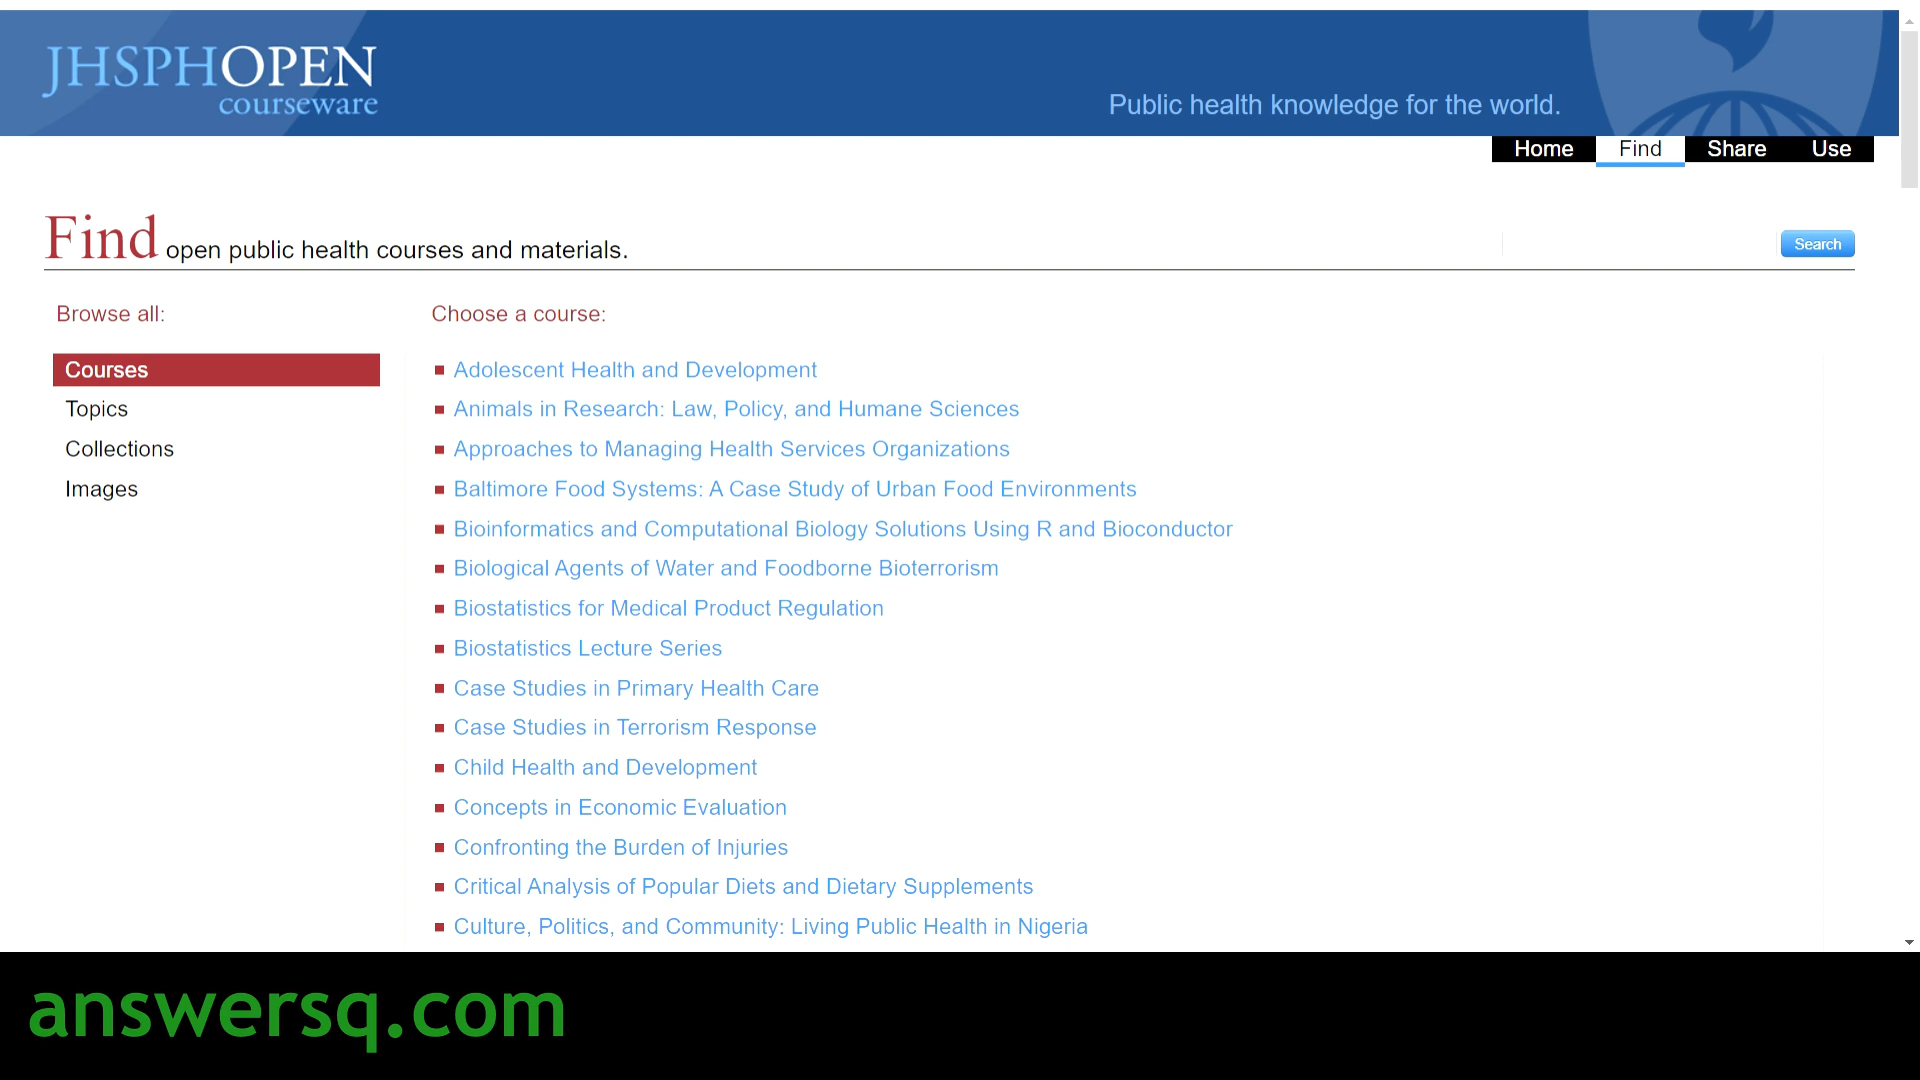 JHSPHOPEN
courseware
Public health knowledge for the world.
Home Find Share Use
Find open public health courses and materials.
Search
Browse all:
Courses
Topics
Collections
Images
Choose a course:
Adolescent Health and Development
Animals in Research: Law, Policy, and Humane Sciences
Approaches to Managing Health Services Organizations
Baltimore Food Systems: A Case Study of Urban Food Environments
Bioinformatics and Computational Biology Solutions Using R and Bioconductor
Biological Agents of Water and Foodborne Bioterrorism
Biostatistics for Medical Product Regulation
Biostatistics Lecture Series
Case Studies in Primary Health Care
Case Studies in Terrorism Response
Child Health and Development
Concepts in Economic Evaluation
Confronting the Burden of Injuries
Critical Analysis of Popular Diets and Dietary Supplements
Culture, Politics, and Community: Living Public Health in Nigeria
answersq.com